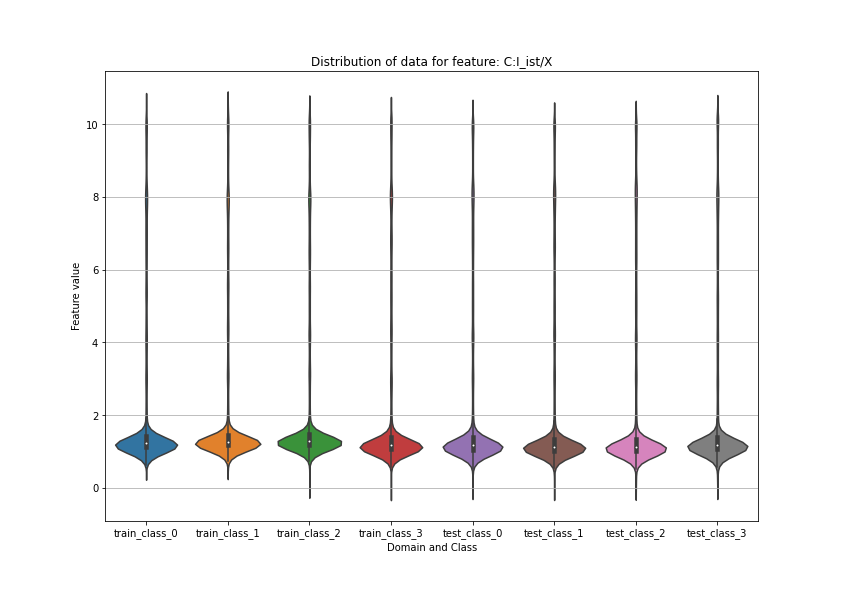 Distribution of data for feature: C:I_ist/X
10
8
6
4
2
0
Feature value
train_class_0 train_class_1 train_class_2 train_class_3 test_class_0 test_class_1 test_class_2 test_class_3
Domain and Class